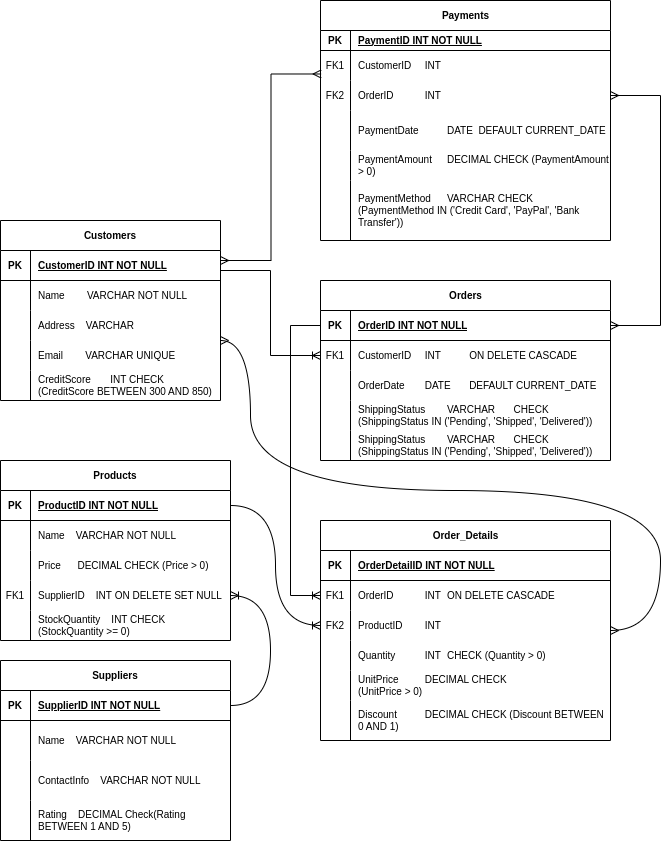 Payments
PK PaymentID INT NOT NULL
FK1 CustomerID INT
FK2 OrderID INT
PaymentDate DATE DEFAULT CURRENT_DATE
PaymentAmount DECIMAL CHECK (PaymentAmount
> 0)
PaymentMethod VARCHAR CHECK
(PaymentMethod IN ('Credit Card', 'PayPal', 'Bank
Transfer'))
Customers
PK CustomerID INT NOT NULL
Name VARCHAR NOT NULL
Address VARCHAR
Email VARCHAR UNIQUE
CreditScore INT CHECK
(CreditScore BETWEEN 300 AND 850)
Orders
PK OrderID INT NOT NULL
FK1 CustomerID INT ON DELETE CASCADE
OrderDate DATE DEFAULT CURRENT_DATE
ShippingStatus VARCHAR CHECK
(ShippingStatus IN ('Pending', 'Shipped', 'Delivered'))
ShippingStatus VARCHAR CHECK
(ShippingStatus IN ('Pending', 'Shipped', 'Delivered'))
Products
PK ProductID INT NOT NULL
Name VARCHAR NOT NULL
Price DECIMAL CHECK (Price > 0)
FK1 SupplierID INT ON DELETE SET NULL
StockQuantity INT CHECK
(StockQuantity >= 0)
Order_Details
PK OrderDetailID INT NOT NULL
FK1 OrderID INT ON DELETE CASCADE
FK2 ProductID INT
Quantity INT CHECK (Quantity > 0)
UnitPrice DECIMAL CHECK
(UnitPrice > 0)
Discount DECIMAL CHECK (Discount BETWEEN
0 AND 1)
Suppliers
PK SupplierID INT NOT NULL
Name VARCHAR NOT NULL
ContactInfo VARCHAR NOT NULL
Rating DECIMAL Check(Rating
BETWEEN 1 AND 5)